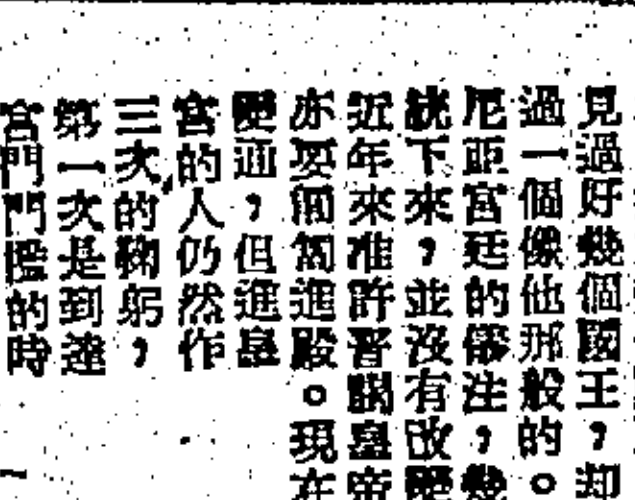 見過好幾個國王，却
過一個像他那般的。
尼亞宮廷的儀注，幾
統下來，並沒有改變
近年來准許晉謁皇帝
亦要個個進殿。現在
變通，但進皇
宮的人仍然作
三次的鞠躬，
第一次是到達
宮門門檻的時